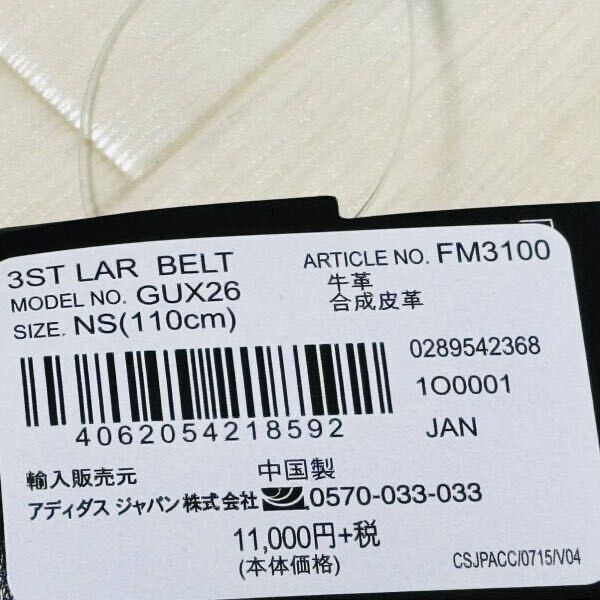 3ST LAR BELT
ARTICLE NO. FM3100
MODEL NO. GUX26
牛革
SIZE. NS(110cm)
合成皮革
0289542368
1O0001
4062054218592
JAN
輸入販売元
中国製
アディダス ジャパン株式会社 0570-033-033
11,000円+税
(本体価格)
CSJPACC/0715/V04